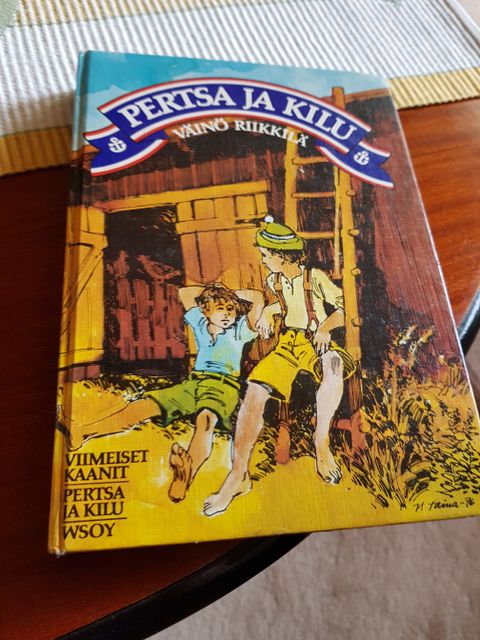 PERTSA JA KILU
VÄINÖ RIIKKILÄ
VIIMEISET
KAANIT
PERTSA
JA KILU
WSOY